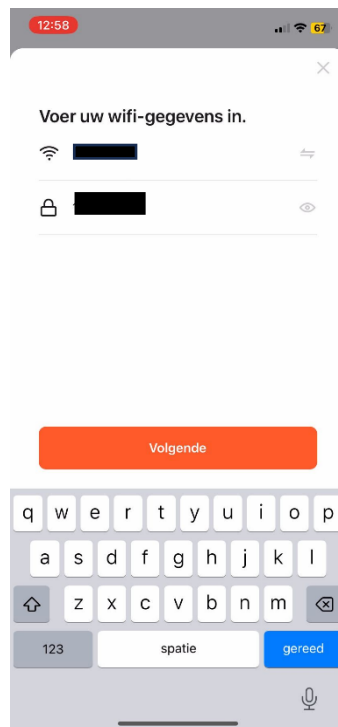 12:58
67
Voer uw wifi-gegevens in.
Volgende
q w e r t y u i o p
a s d f g h j k l
z x c v b n m
123 spatie gereed